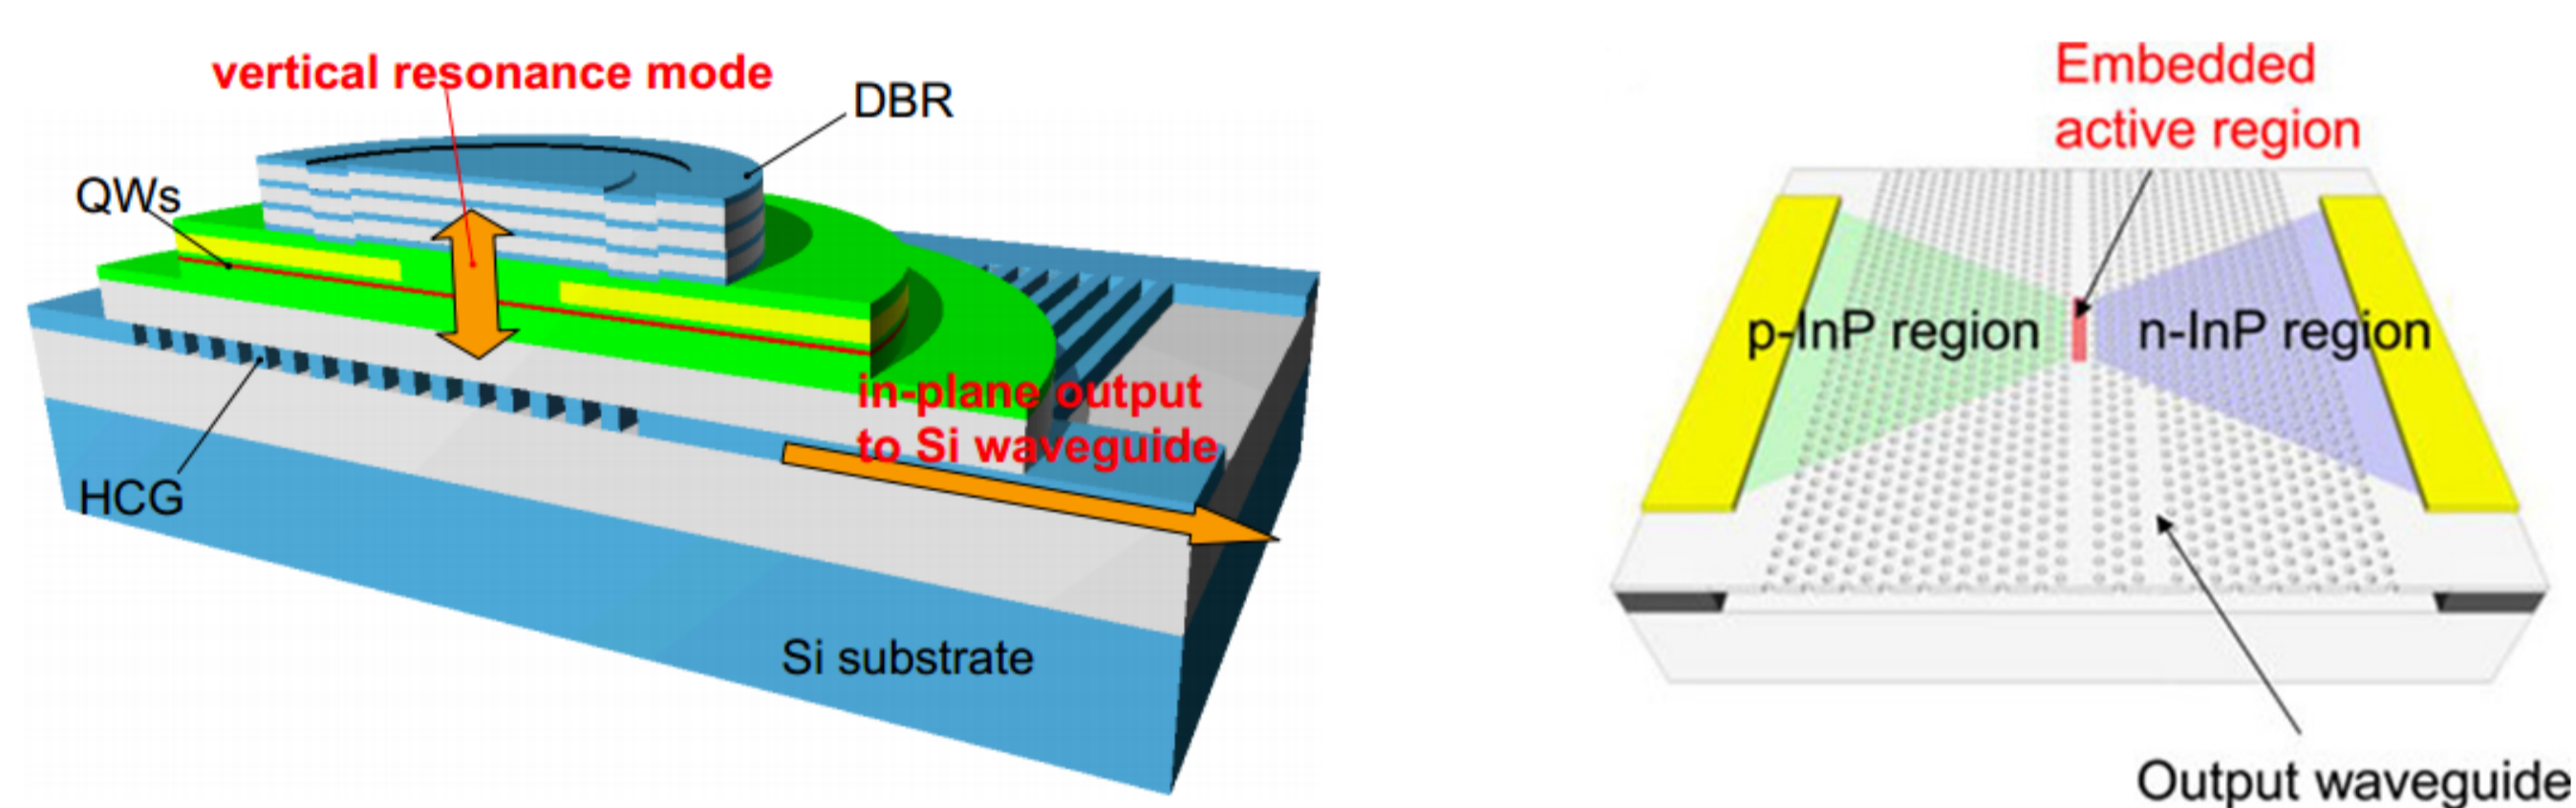 vertical resonance mode
DBR
QWs
in-plane output
to Si waveguide
HCG
Si substrate
Embedded
active region
p-InP region
n-InP region
Output waveguide